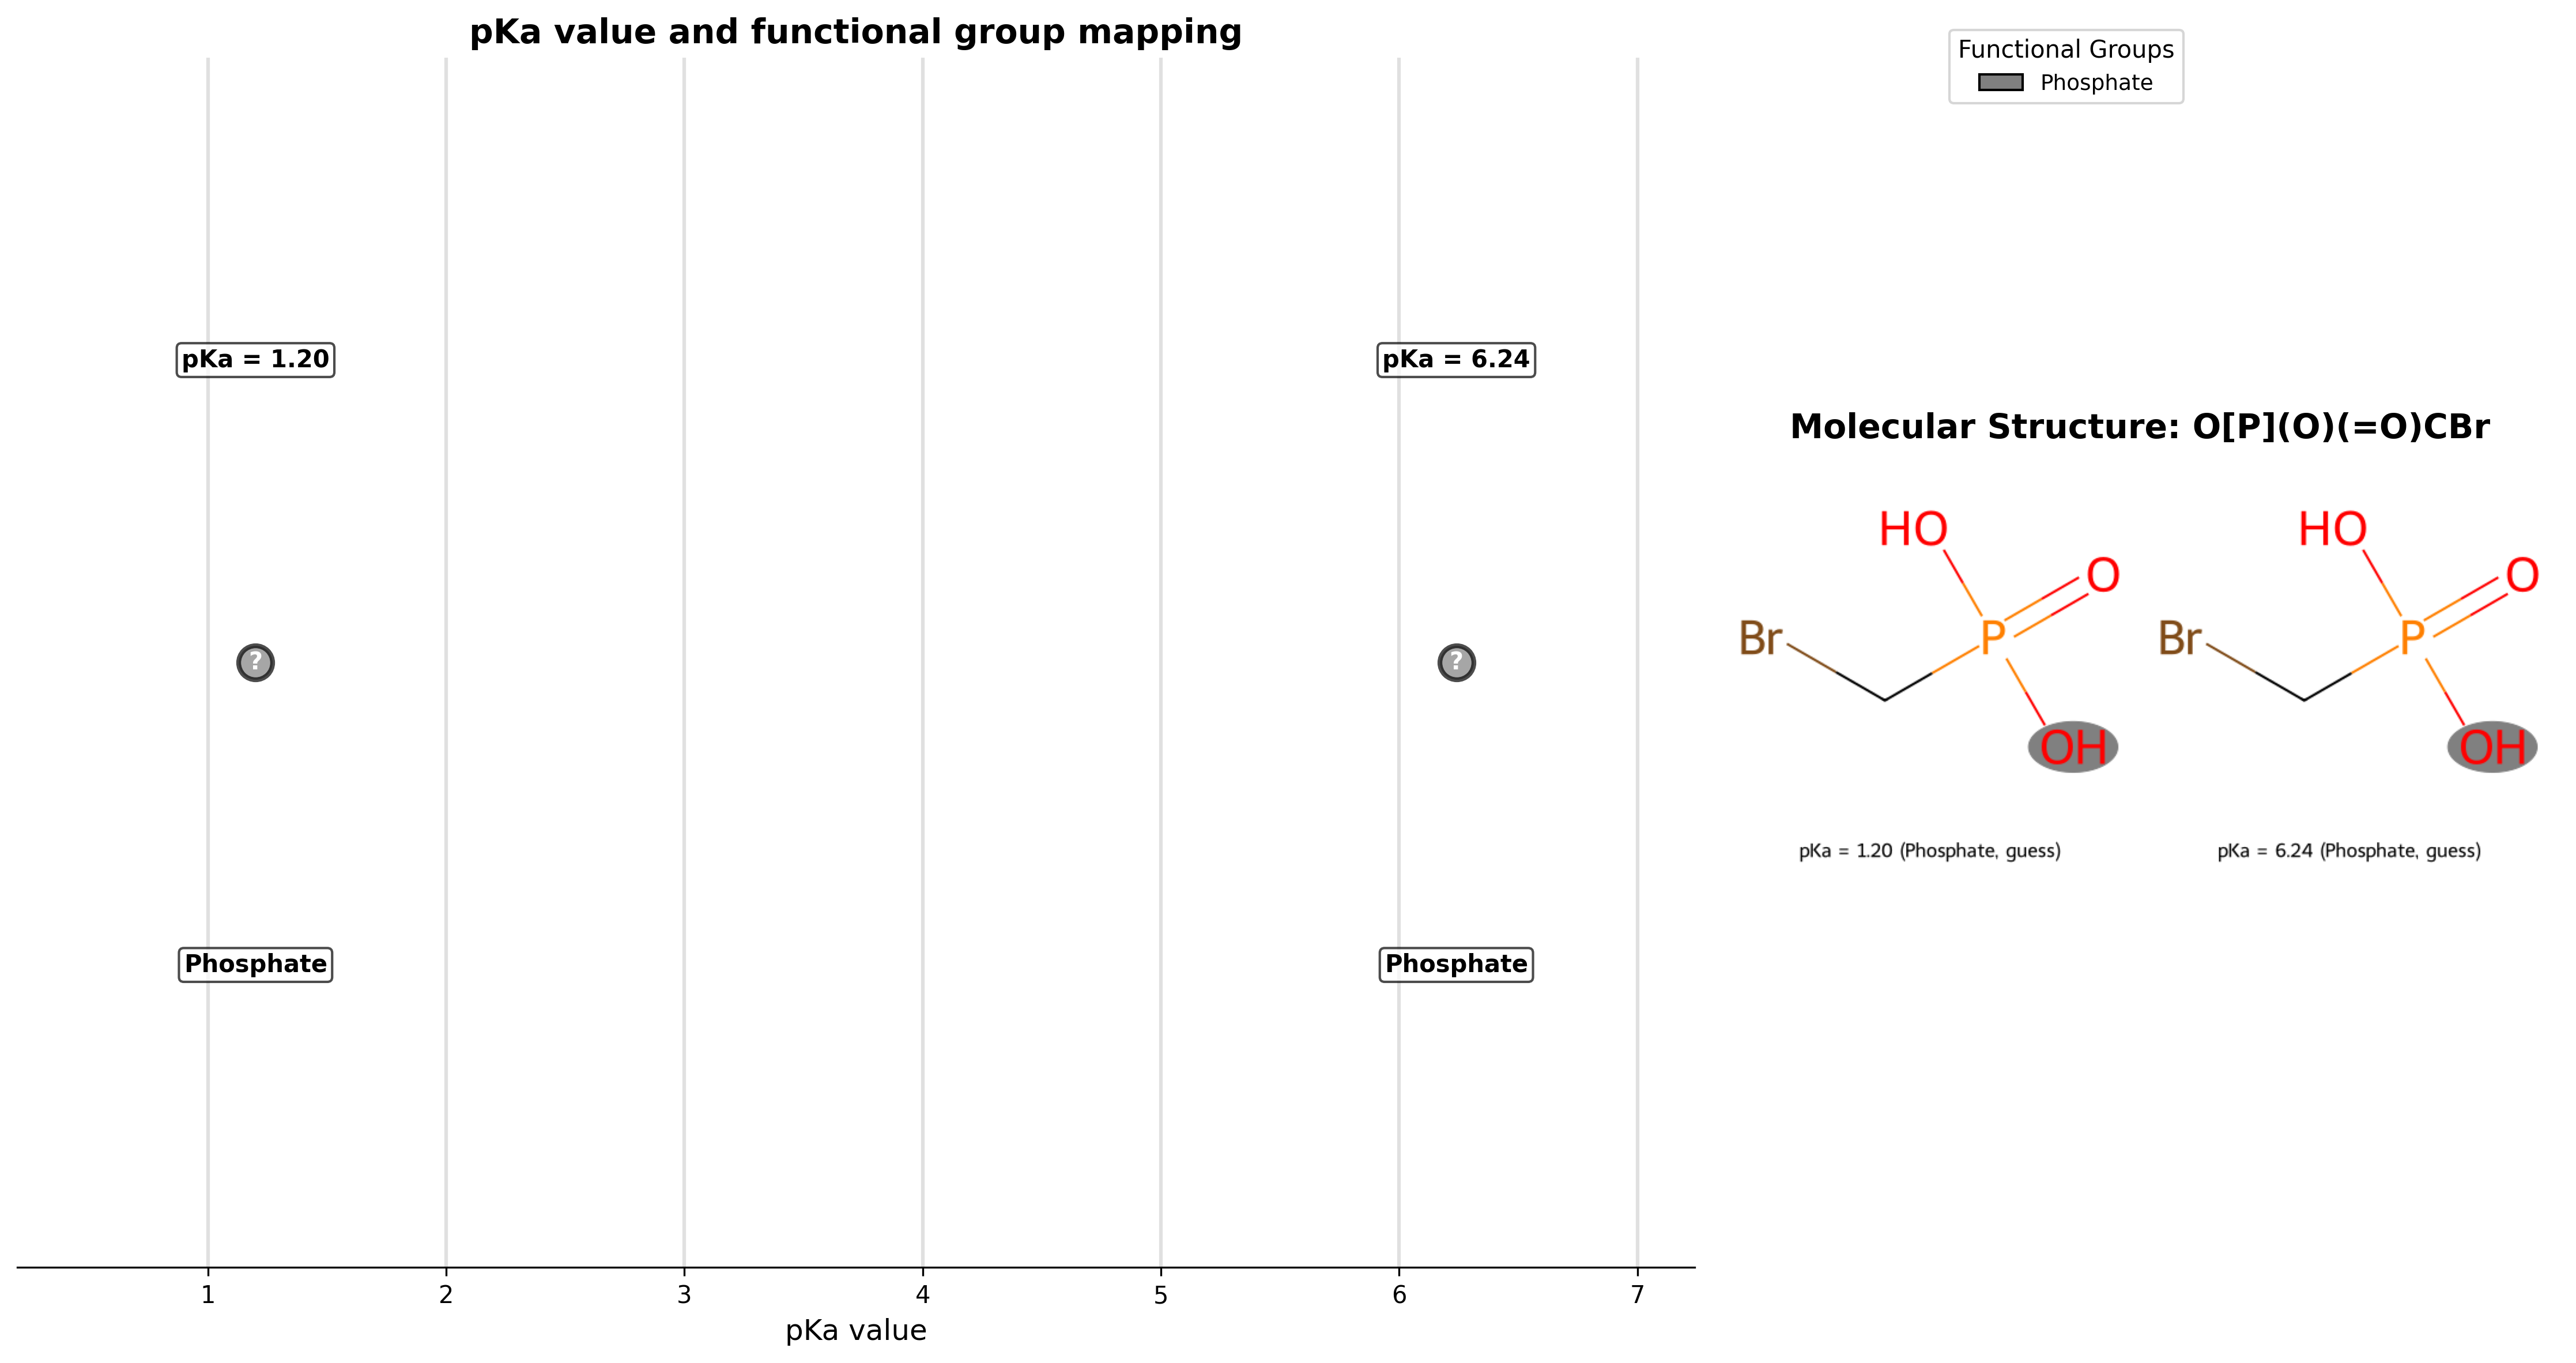 pKa value and functional group mapping
Functional Groups
Phosphate
pKa = 1.20
pKa = 6.24
?
?
Phosphate
Phosphate
1 2 3 4 5 6 7
pKa value
Molecular Structure: O[P](O)(=O)CBr
HO
O
P
Br
OH
HO
O
P
Br
OH
pKa = 1.20 (Phosphate, guess)
pKa = 6.24 (Phosphate, guess)